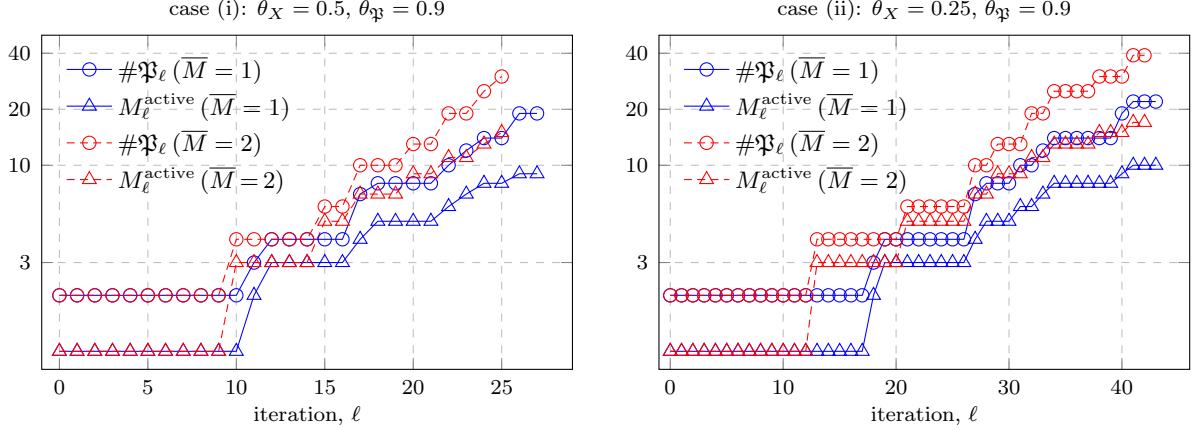 case (i): θ_X = 0.5, θ_𝔓 = 0.9
40
20
10
3
#𝔓_ℓ (M̅ = 1)
M_ℓ^active (M̅ = 1)
#𝔓_ℓ (M̅ = 2)
M_ℓ^active (M̅ = 2)
0 5 10 15 20 25
iteration, ℓ
case (ii): θ_X = 0.25, θ_𝔓 = 0.9
40
20
10
3
#𝔓_ℓ (M̅ = 1)
M_ℓ^active (M̅ = 1)
#𝔓_ℓ (M̅ = 2)
M_ℓ^active (M̅ = 2)
0 10 20 30 40
iteration, ℓ